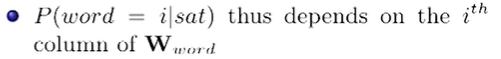 P(word = i|sat) thus depends on the i^th
column of W_word